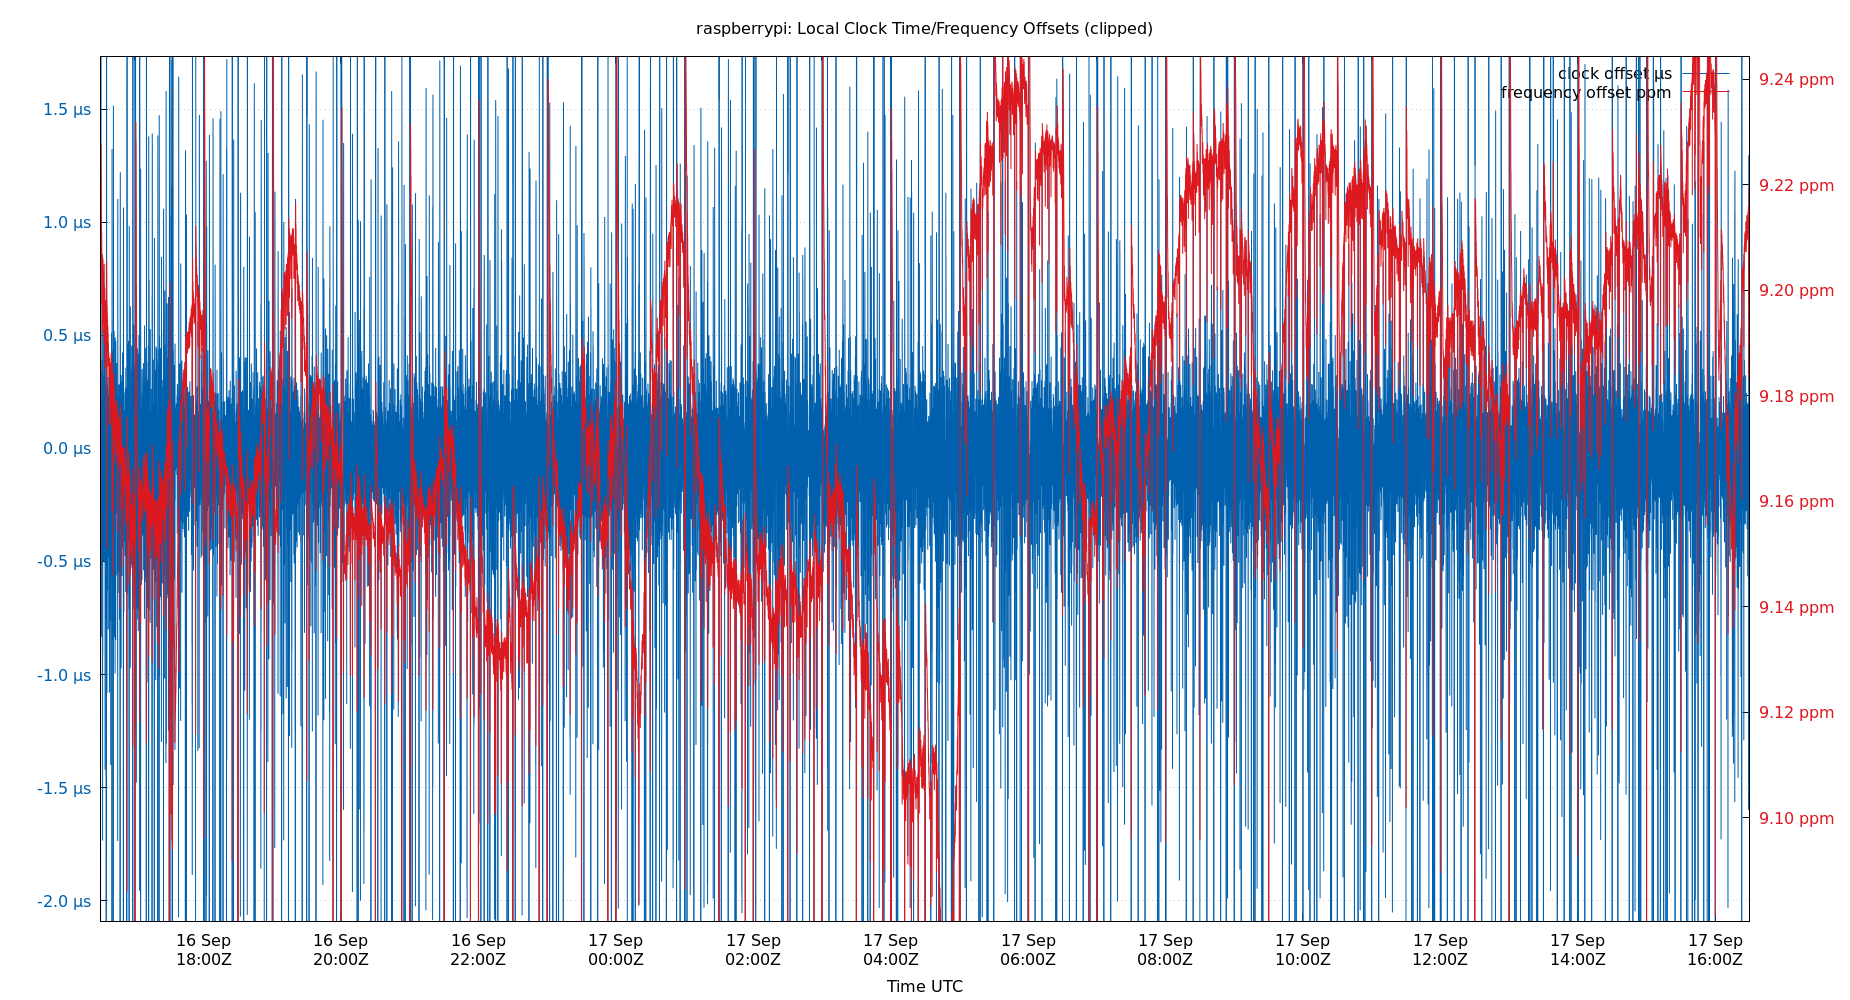 raspberrypi: Local Clock Time/Frequency Offsets (clipped)
clock offset µs
frequency offset ppm
1.5 µs
1.0 µs
0.5 µs
0.0 µs
-0.5 µs
-1.0 µs
-1.5 µs
-2.0 µs
9.24 ppm
9.22 ppm
9.20 ppm
9.18 ppm
9.16 ppm
9.14 ppm
9.12 ppm
9.10 ppm
16 Sep 16 Sep 16 Sep 17 Sep 17 Sep 17 Sep 17 Sep 17 Sep 17 Sep 17 Sep 17 Sep 17 Sep
18:00Z 20:00Z 22:00Z 00:00Z 02:00Z 04:00Z 06:00Z 08:00Z 10:00Z 12:00Z 14:00Z 16:00Z
Time UTC